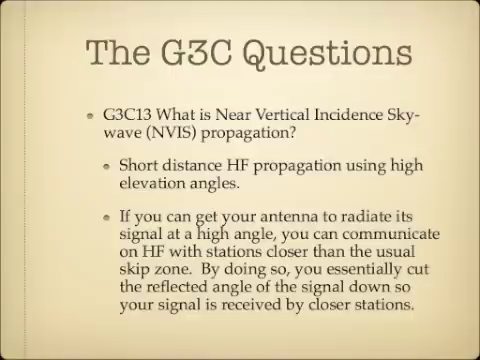 The G3C Questions
G3C13 What is Near Vertical Incidence Sky-
wave (NVIS) propagation?
Short distance HF propagation using high
elevation angles.
If you can get your antenna to radiate its
signal at a high angle, you can communicate
on HF with stations closer than the usual
skip zone.  By doing so, you essentially cut
the reflected angle of the signal down so
your signal is received by closer stations.